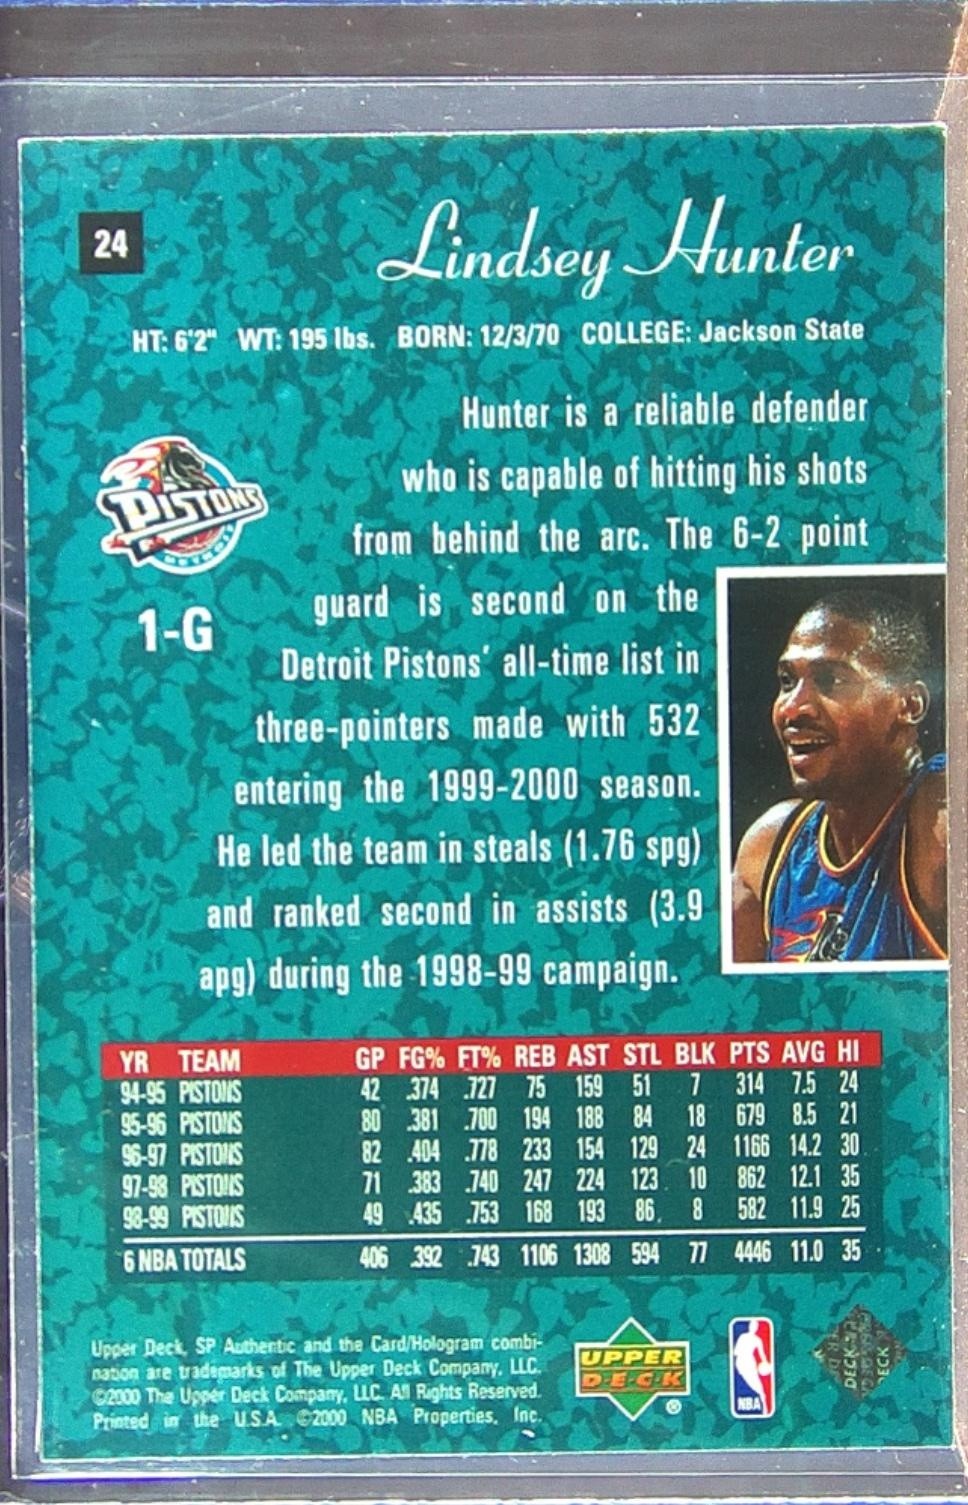 24
Lindsey Hunter
HT: 6'2" WT: 195 lbs. BORN: 12/3/70 COLLEGE: Jackson State
Hunter is a reliable defender
who is capable of hitting his shots
from behind the arc. The 6-2 point
guard is second on the
Detroit Pistons' all-time list in
three-pointers made with 532
entering the 1999-2000 season.
He led the team in steals (1.76 spg)
and ranked second in assists (3.9
apg) during the 1998-99 campaign.
PISTONS
DETROIT
1-G
YR TEAM GP FG% FT% REB AST STL BLK PTS AVG HI
94-95 PISTONS 42 .374 .727 75 159 51 7 314 7.5 24
95-96 PISTONS 80 .381 .700 194 188 84 18 679 8.5 21
96-97 PISTONS 82 .404 .778 233 154 129 24 1166 14.2 30
97-98 PISTONS 71 .383 .740 247 224 123 10 862 12.1 35
98-99 PISTONS 49 .435 .753 168 193 86 8 582 11.9 25
6 NBA TOTALS 406 .392 .743 1106 1308 594 77 4446 11.0 35
Upper Deck, SP Authentic and the Card/Hologram combi-
nation are trademarks of The Upper Deck Company, LLC.
©2000 The Upper Deck Company, LLC. All Rights Reserved.
Printed in the U.S.A. ©2000 NBA Properties, Inc.
UPPER
DECK
®
NBA